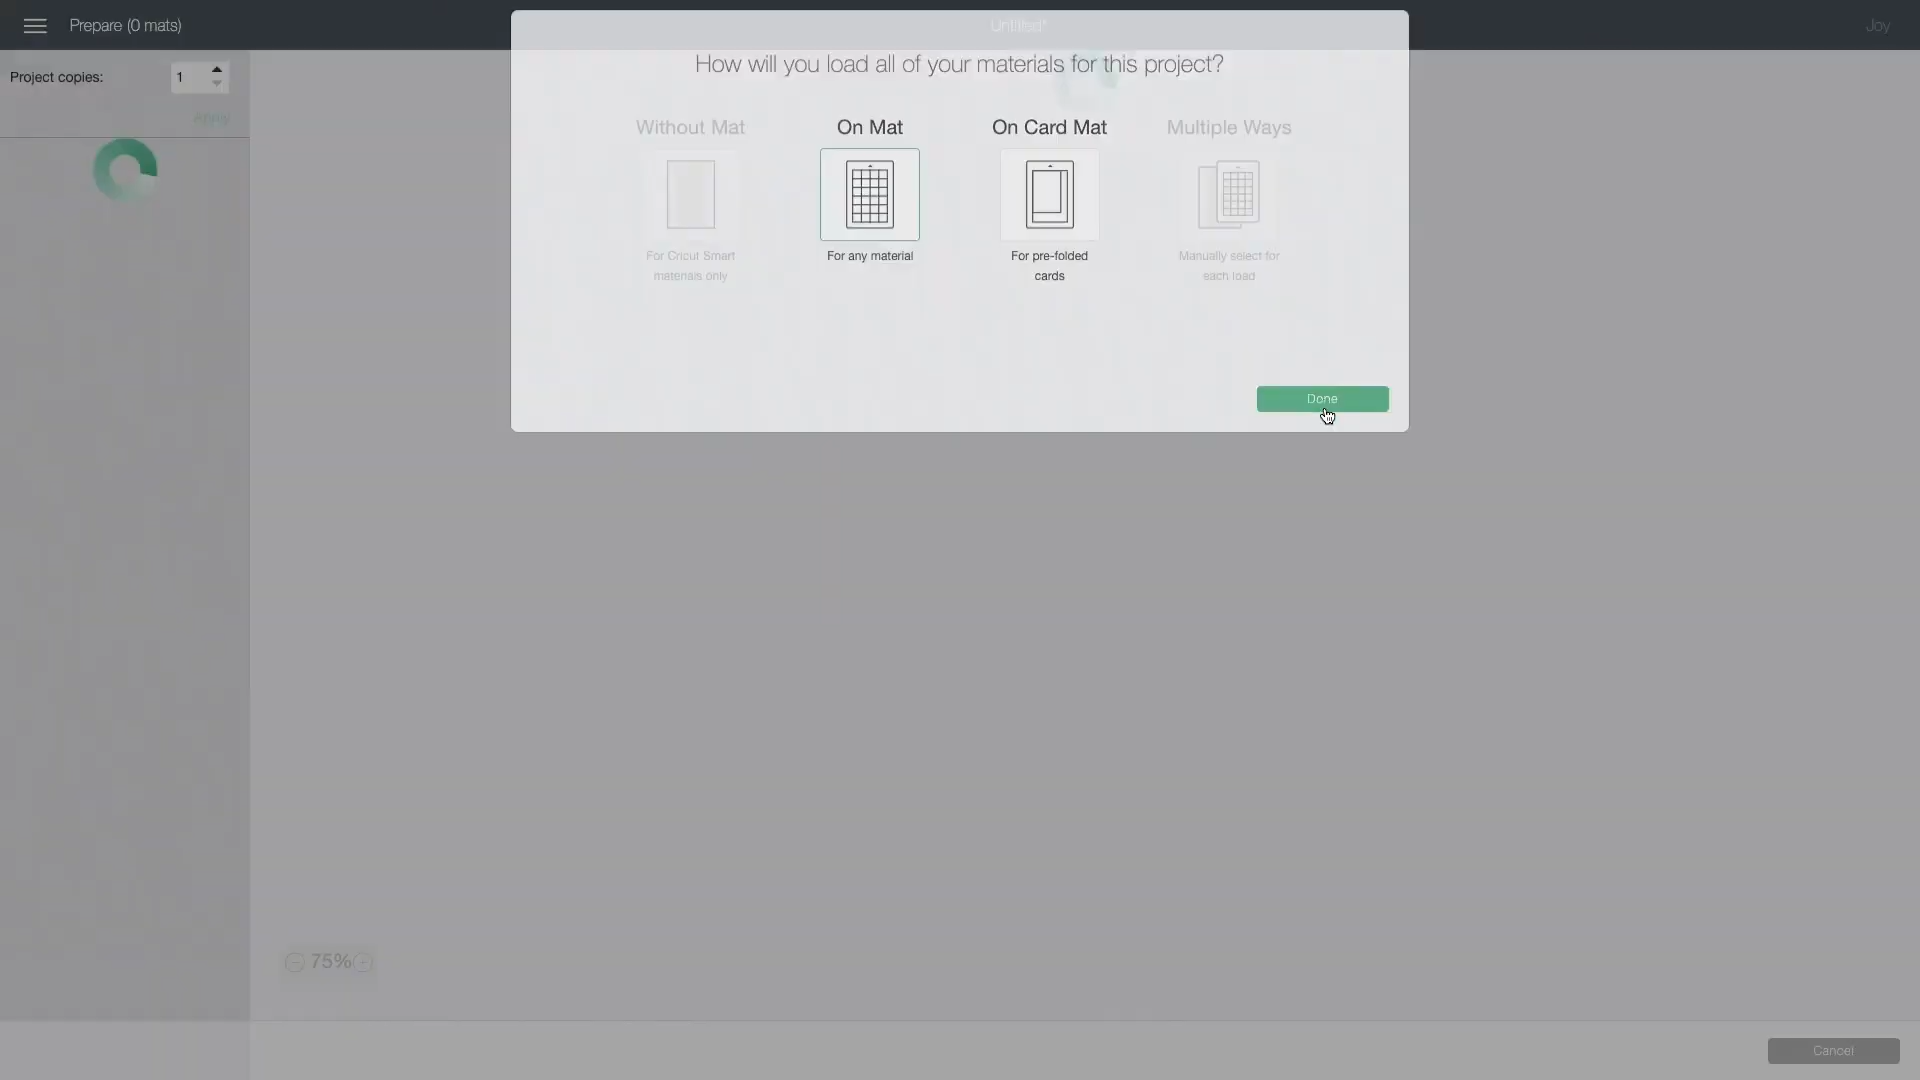 Prepare (0 mats)
Untitled*
Joy
Project copies:
1
Apply
How will you load all of your materials for this project?
Without Mat
For Cricut Smart
materials only
On Mat
For any material
On Card Mat
For pre-folded
cards
Multiple Ways
Manually select for
each load
Done
75%
Cancel